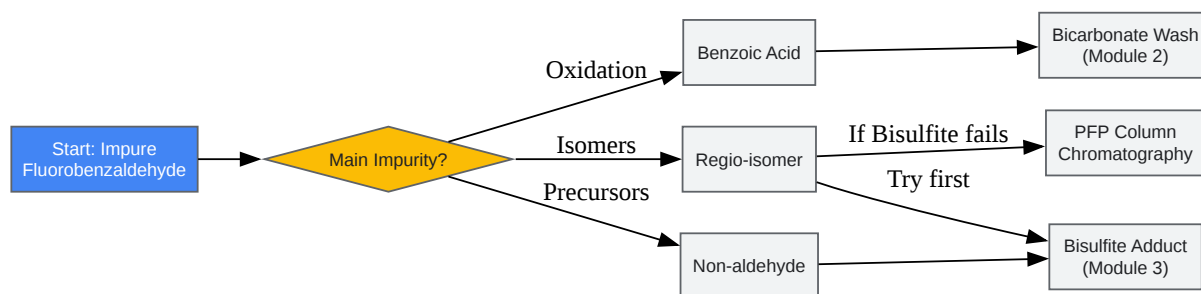 Start: Impure
Fluorobenzaldehyde
Main Impurity?
Oxidation
Isomers
Precursors
Benzoic Acid
Regio-isomer
Non-aldehyde
If Bisulfite fails
Try first
Bicarbonate Wash
(Module 2)
PFP Column
Chromatography
Bisulfite Adduct
(Module 3)